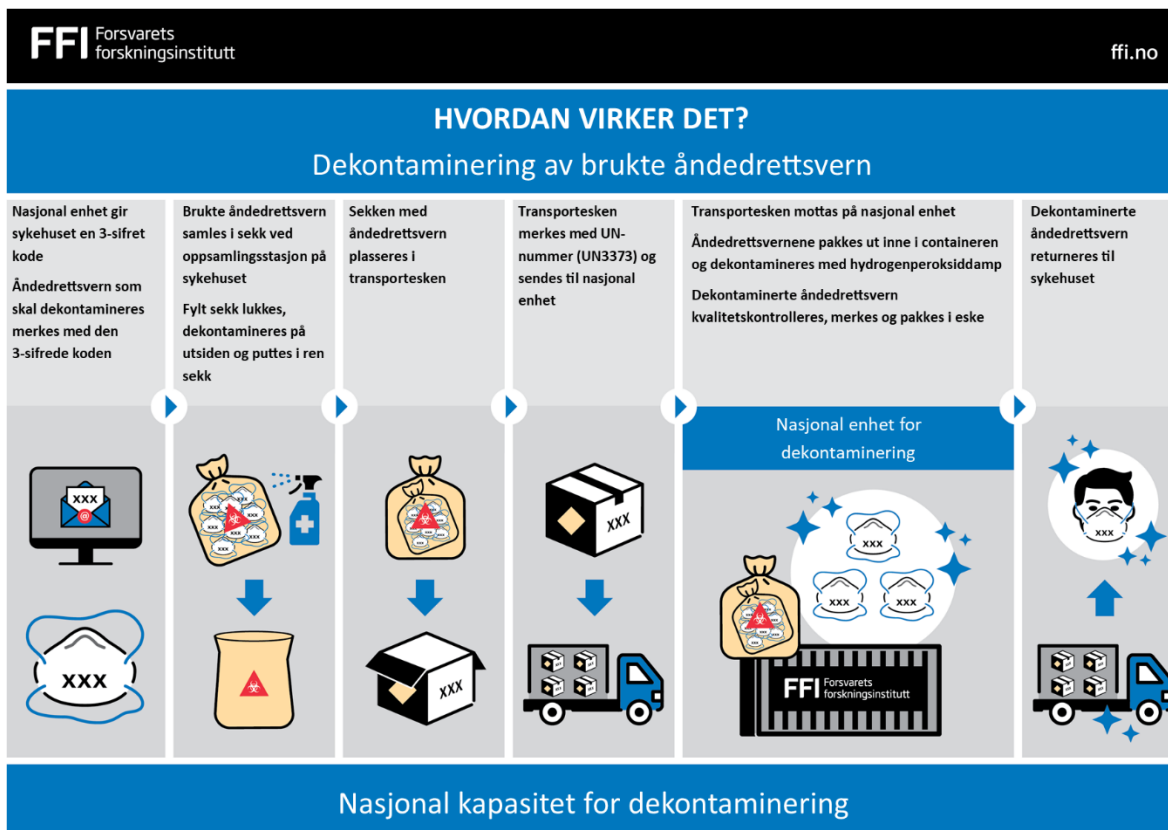 FFI Forsvarets
forskningsinstitutt
ffi.no
HVORDAN VIRKER DET?
Dekontaminering av brukte åndedrettsvern
Nasjonal enhet gir
sykehuset en 3-sifret
kode
Åndedrettsvern som
skal dekontamineres
merkes med den
3-sifrede koden
Brukte åndedrettsvern
samles i sekk ved
oppsamlingsstasjon på
sykehuset
Fylt sekk lukkes,
dekontamineres på
utsiden og puttes i ren
sekk
Sekken med
åndedrettsvern
plasseres i
transportesken
Transportesken
merkes med UN-
nummer (UN3373) og
sendes til nasjonal
enhet
Transportesken mottas på nasjonal enhet
Åndedrettsvernene pakkes ut inne i containeren
og dekontamineres med hydrogenperoksiddamp
Dekontaminerte åndedrettsvern
kvalitetskontrolleres, merkes og pakkes i eske
Dekontaminerte
åndedrettsvern
returneres til
sykehuset
XXX
@
XXX
XXX
XXX
XXX
XXX
Nasjonal enhet for
dekontaminering
XXX
XXX XXX
FFI Forsvarets
forskningsinstitutt
XXX
Nasjonal kapasitet for dekontaminering